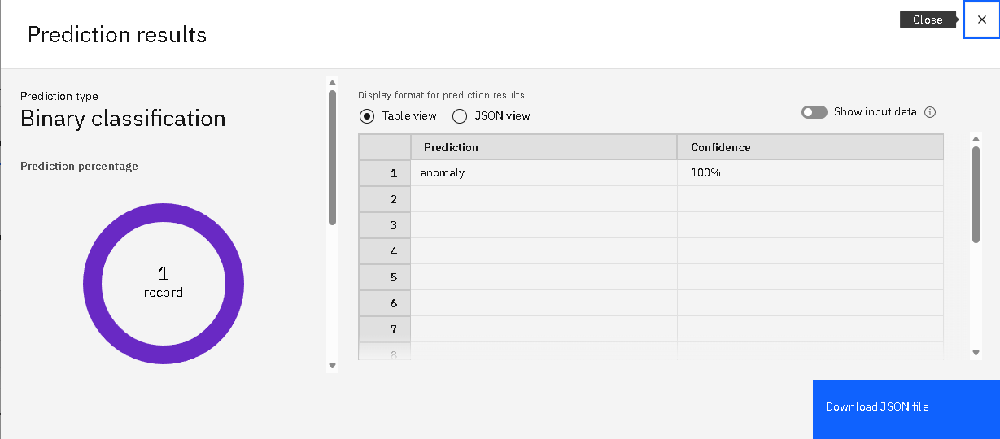 Close
Prediction results
Prediction type
Binary classification
Prediction percentage
1
record
Display format for prediction results
Table view JSON view
Show input data
Prediction Confidence
1 anomaly 100%
2
3
4
5
6
7
8
Download JSON file